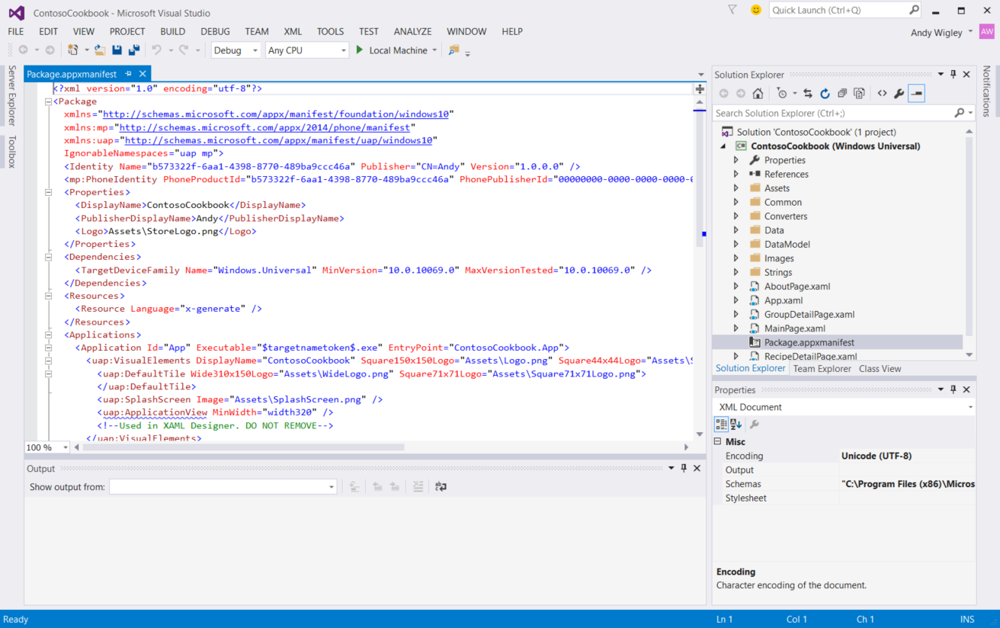 ContosoCookbook - Microsoft Visual Studio
Quick Launch (Ctrl+Q)
FILE EDIT VIEW PROJECT BUILD DEBUG TEAM XML TOOLS TEST ANALYZE WINDOW HELP
Andy Wigley AW
Debug Any CPU Local Machine
Server Explorer
Toolbox
Package.appxmanifest
<?xml version="1.0" encoding="utf-8"?>
<Package
xmlns="http://schemas.microsoft.com/appx/manifest/foundation/windows10"
xmlns:mp="http://schemas.microsoft.com/appx/2014/phone/manifest"
xmlns:uap="http://schemas.microsoft.com/appx/manifest/uap/windows10"
IgnorableNamespaces="uap mp">
<Identity Name="b573322f-6aa1-4398-8770-489ba9ccc46a" Publisher="CN=Andy" Version="1.0.0.0" />
<mp:PhoneIdentity PhoneProductId="b573322f-6aa1-4398-8770-489ba9ccc46a" PhonePublisherId="00000000-0000-0000-0000-0
<Properties>
<DisplayName>ContosoCookbook</DisplayName>
<PublisherDisplayName>Andy</PublisherDisplayName>
<Logo>Assets\StoreLogo.png</Logo>
</Properties>
<Dependencies>
<TargetDeviceFamily Name="Windows.Universal" MinVersion="10.0.10069.0" MaxVersionTested="10.0.10069.0" />
</Dependencies>
<Resources>
<Resource Language="x-generate" />
</Resources>
<Applications>
<Application Id="App" Executable="$targetnametoken$.exe" EntryPoint="ContosoCookbook.App">
<uap:VisualElements DisplayName="ContosoCookbook" Square150x150Logo="Assets\Logo.png" Square44x44Logo="Assets\S
<uap:DefaultTile Wide310x150Logo="Assets\WideLogo.png" Square71x71Logo="Assets\Square71x71Logo.png">
</uap:DefaultTile>
<uap:SplashScreen Image="Assets\SplashScreen.png" />
<uap:ApplicationView MinWidth="width320" />
<!--Used in XAML Designer. DO NOT REMOVE-->
</uap:VisualElements>
100 %
Output
Show output from:
Solution Explorer
Search Solution Explorer (Ctrl+;)
Solution 'ContosoCookbook' (1 project)
C# ContosoCookbook (Windows Universal)
Properties
References
Assets
Common
Converters
Data
DataModel
Images
Strings
AboutPage.xaml
App.xaml
GroupDetailPage.xaml
MainPage.xaml
Package.appxmanifest
RecipeDetailPage.xaml
Solution Explorer Team Explorer Class View
Properties
XML Document
Misc
Encoding Unicode (UTF-8)
Output
Schemas "C:\Program Files (x86)\Micros
Stylesheet
Encoding
Character encoding of the document.
Notifications
Ready Ln 1 Col 1 Ch 1 INS